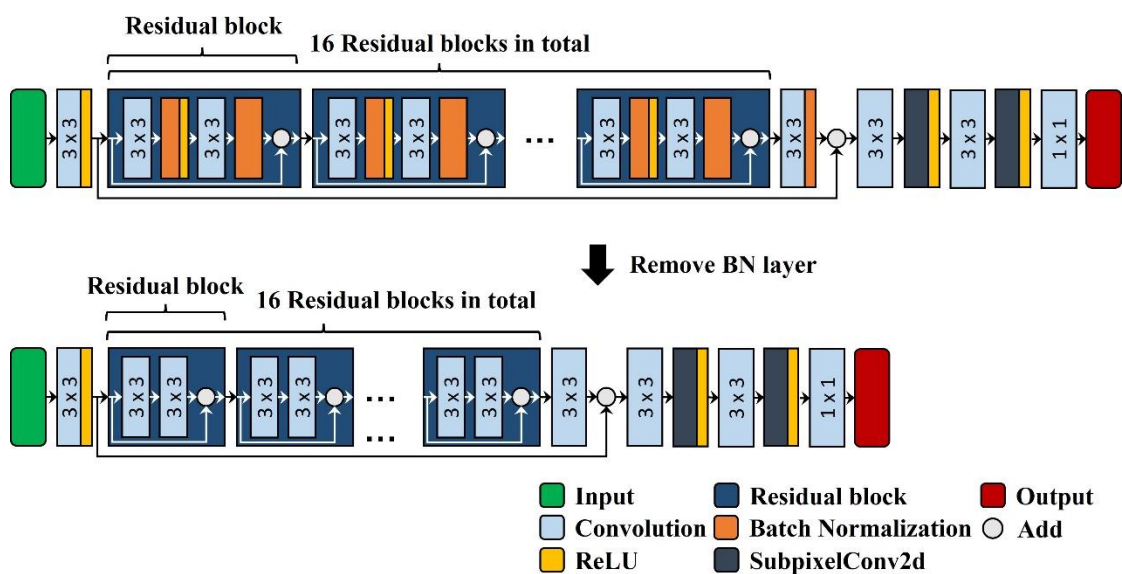 Residual block
16 Residual blocks in total
3 x 3
3 x 3
3 x 3
3 x 3
3 x 3
...
3 x 3
3 x 3
3 x 3
3 x 3
3 x 3
1 x 1
Remove BN layer
Residual block
16 Residual blocks in total
3 x 3
3 x 3
3 x 3
3 x 3
3 x 3
...
...
3 x 3
3 x 3
3 x 3
3 x 3
3 x 3
1 x 1
Input
Residual block
Output
Convolution
Batch Normalization
Add
ReLU
SubpixelConv2d